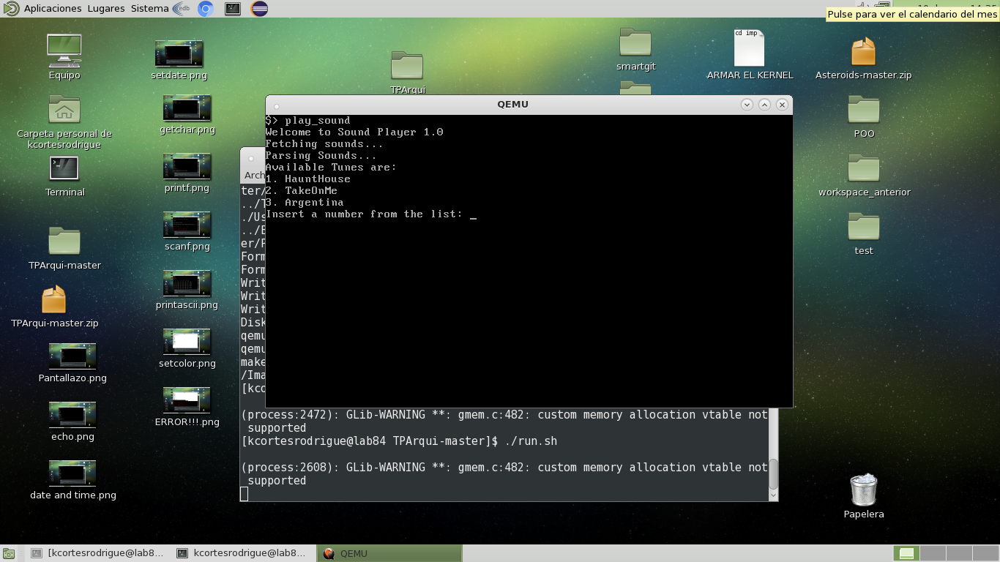 Aplicaciones Lugares Sistema edb
Pulse para ver el calendario del mes
Equipo
setdate.png
TPArqui
smartgit
cd imp
ARMAR EL KERNEL
Asteroids-master.zip
Carpeta personal de
kcortesrodrigue
getchar.png
POO
Terminal
printf.png
workspace_anterior
TPArqui-master
scanf.png
test
TPArqui-master.zip
printascii.png
Pantallazo.png
setcolor.png
echo.png
ERROR!!!.png
date and time.png
Papelera
QEMU
$> play_sound
Welcome to Sound Player 1.0
Fetching sounds...
Parsing Sounds...
Available Tunes are:
1. HauntHouse
2. TakeOnMe
3. Argentina
Insert a number from the list: _
Arch
ter/
../T
./Us
../B
er/P
Form
Form
Writ
Writ
Writ
Disk
qemu
qemu
make
/Ima
[kco
(process:2472): GLib-WARNING **: gmem.c:482: custom memory allocation vtable not
supported
[kcortesrodrigue@lab84 TPArqui-master]$ ./run.sh
(process:2608): GLib-WARNING **: gmem.c:482: custom memory allocation vtable not
supported
[kcortesrodrigue@lab8... kcortesrodrigue@lab8... QEMU